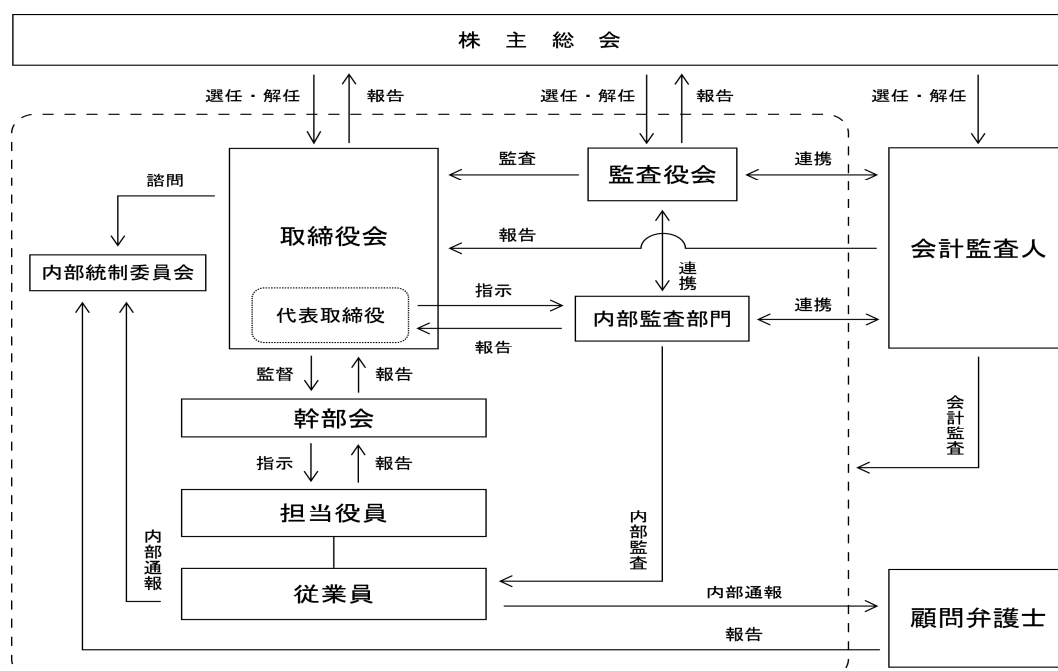 株主総会
選任・解任
報告
選任・解任
報告
選任・解任
諮問
取締役会
監査
監査役会
連携
会計監査人
報告
連携
内部統制委員会
代表取締役
指示
報告
内部監査部門
連携
監督
報告
幹部会
会計監査
指示
報告
担当役員
内部監査
内部通報
従業員
内部通報
顧問弁護士
報告